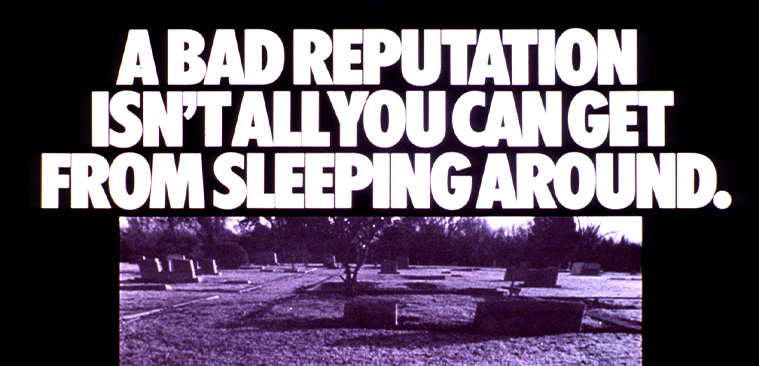 A BAD REPUTATION
ISN'T ALL YOU CAN GET
FROM SLEEPING AROUND.